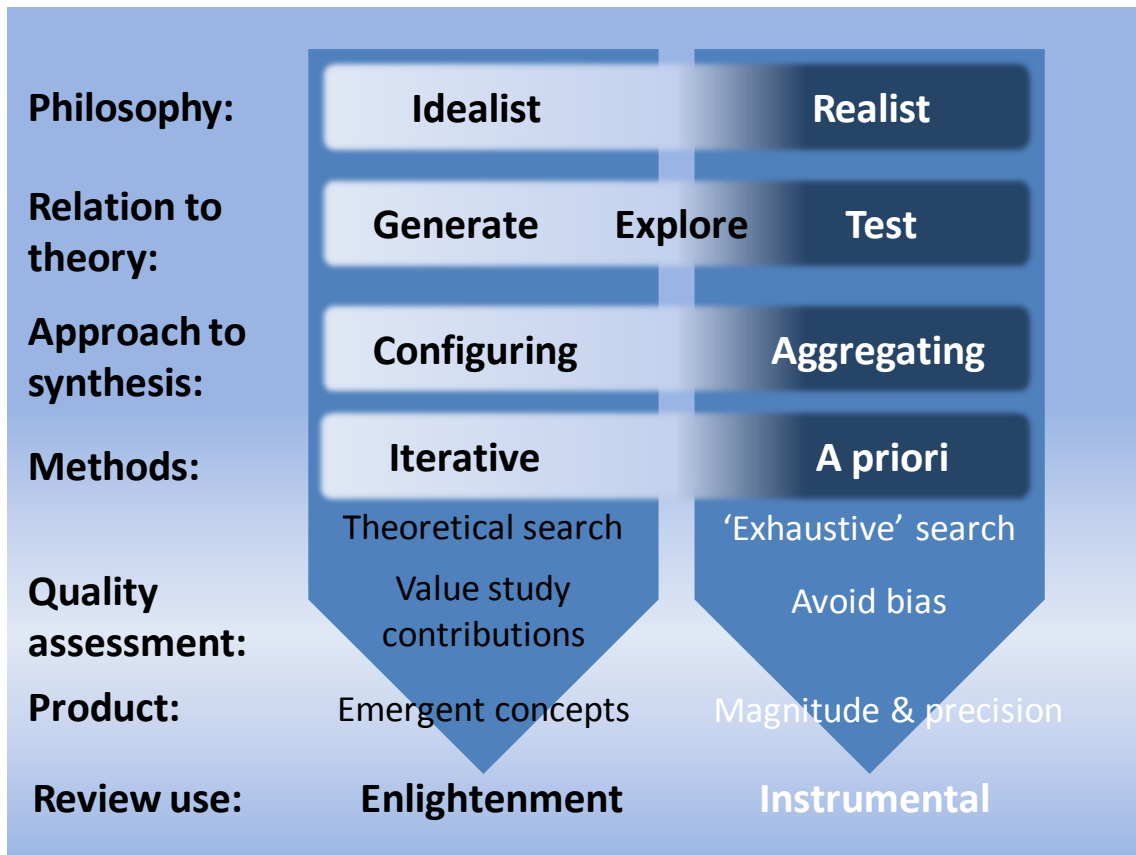 Philosophy: Idealist Realist
Relation to theory: Generate Explore Test
Approach to synthesis: Configuring Aggregating
Methods: Iterative A priori
Theoretical search ‘Exhaustive’ search
Quality assessment: Value study contributions Avoid bias
Product: Emergent concepts Magnitude & precision
Review use: Enlightenment Instrumental